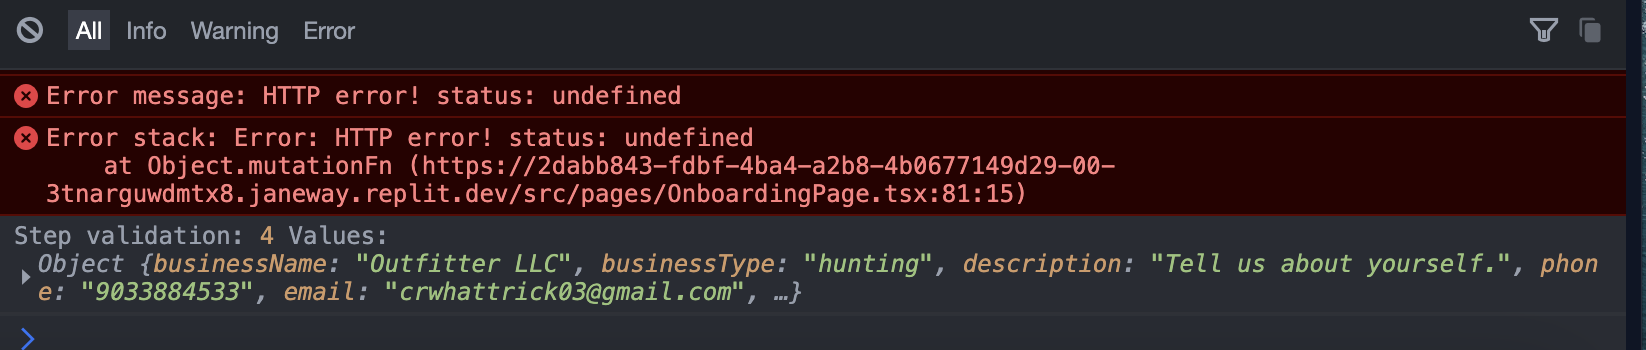 All Info Warning Error
Error message: HTTP error! status: undefined
Error stack: Error: HTTP error! status: undefined
at Object.mutationFn (https://2dabb843-fdbf-4ba4-a2b8-4b0677149d29-00-
3tnarguwdmtx8.janeway.replit.dev/src/pages/OnboardingPage.tsx:81:15)
Step validation: 4 Values:
Object {businessName: "Outfitter LLC", businessType: "hunting", description: "Tell us about yourself.", phon
e: "9033884533", email: "crwhattrick03@gmail.com", …}